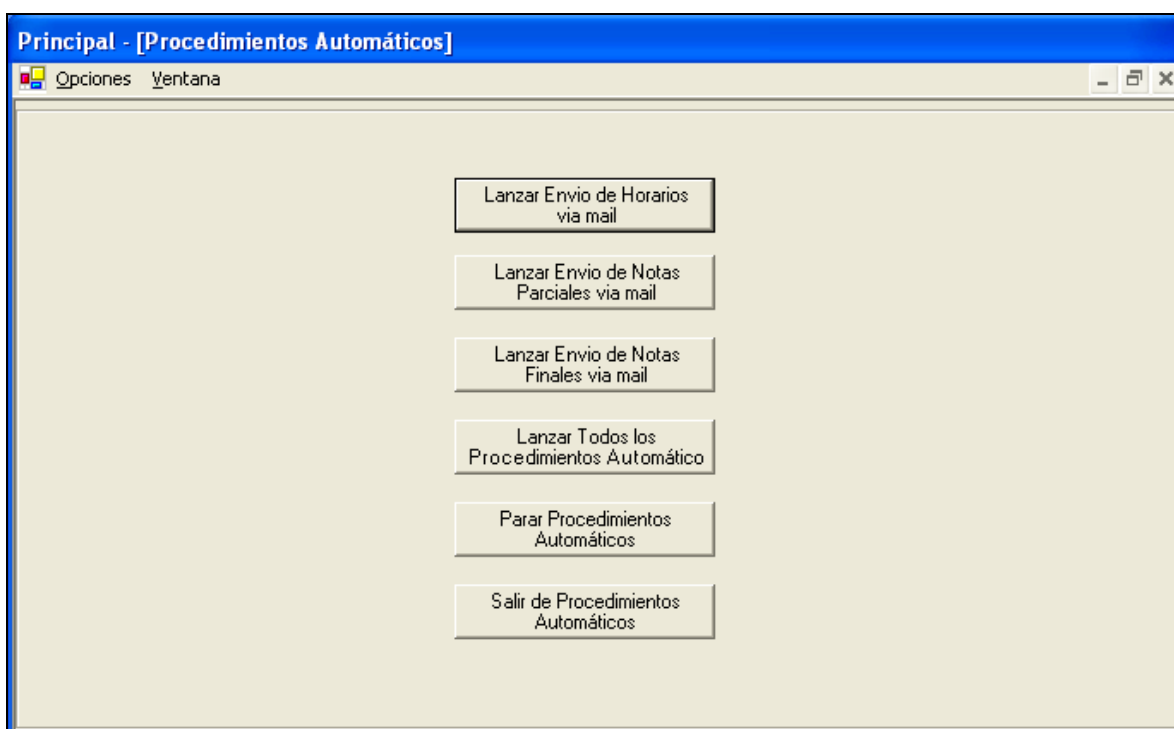 Principal - [Procedimientos Automáticos]
Opciones Ventana
Lanzar Envio de Horarios
via mail
Lanzar Envio de Notas
Parciales via mail
Lanzar Envio de Notas
Finales via mail
Lanzar Todos los
Procedimientos Automático
Parar Procedimientos
Automáticos
Salir de Procedimientos
Automáticos